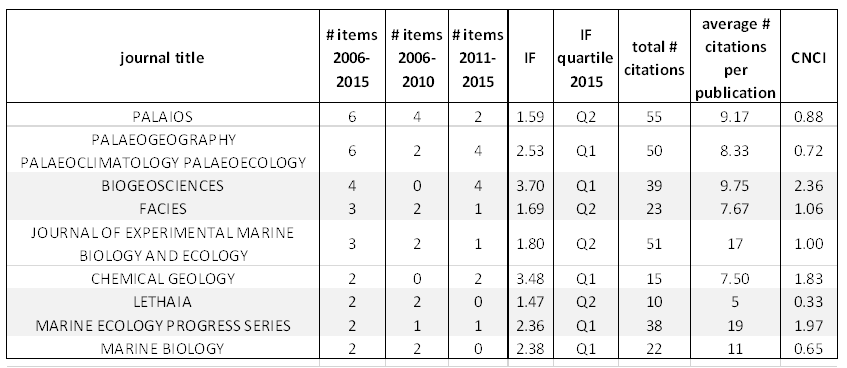 journal title # items 2006-2015 # items 2006-2010 # items 2011-2015 IF IF quartile 2015 total # citations average # citations per publication CNCI
PALAIOS 6 4 2 1.59 Q2 55 9.17 0.88
PALAEOGEOGRAPHY
PALAEOCLIMATOLOGY PALAEOECOLOGY 6 2 4 2.53 Q1 50 8.33 0.72
BIOGEOSCIENCES 4 0 4 3.70 Q1 39 9.75 2.36
FACIES 3 2 1 1.69 Q2 23 7.67 1.06
JOURNAL OF EXPERIMENTAL MARINE
BIOLOGY AND ECOLOGY 3 2 1 1.80 Q2 51 17 1.00
CHEMICAL GEOLOGY 2 0 2 3.48 Q1 15 7.50 1.83
LETHAIA 2 2 0 1.47 Q2 10 5 0.33
MARINE ECOLOGY PROGRESS SERIES 2 1 1 2.36 Q1 38 19 1.97
MARINE BIOLOGY 2 2 0 2.38 Q1 22 11 0.65